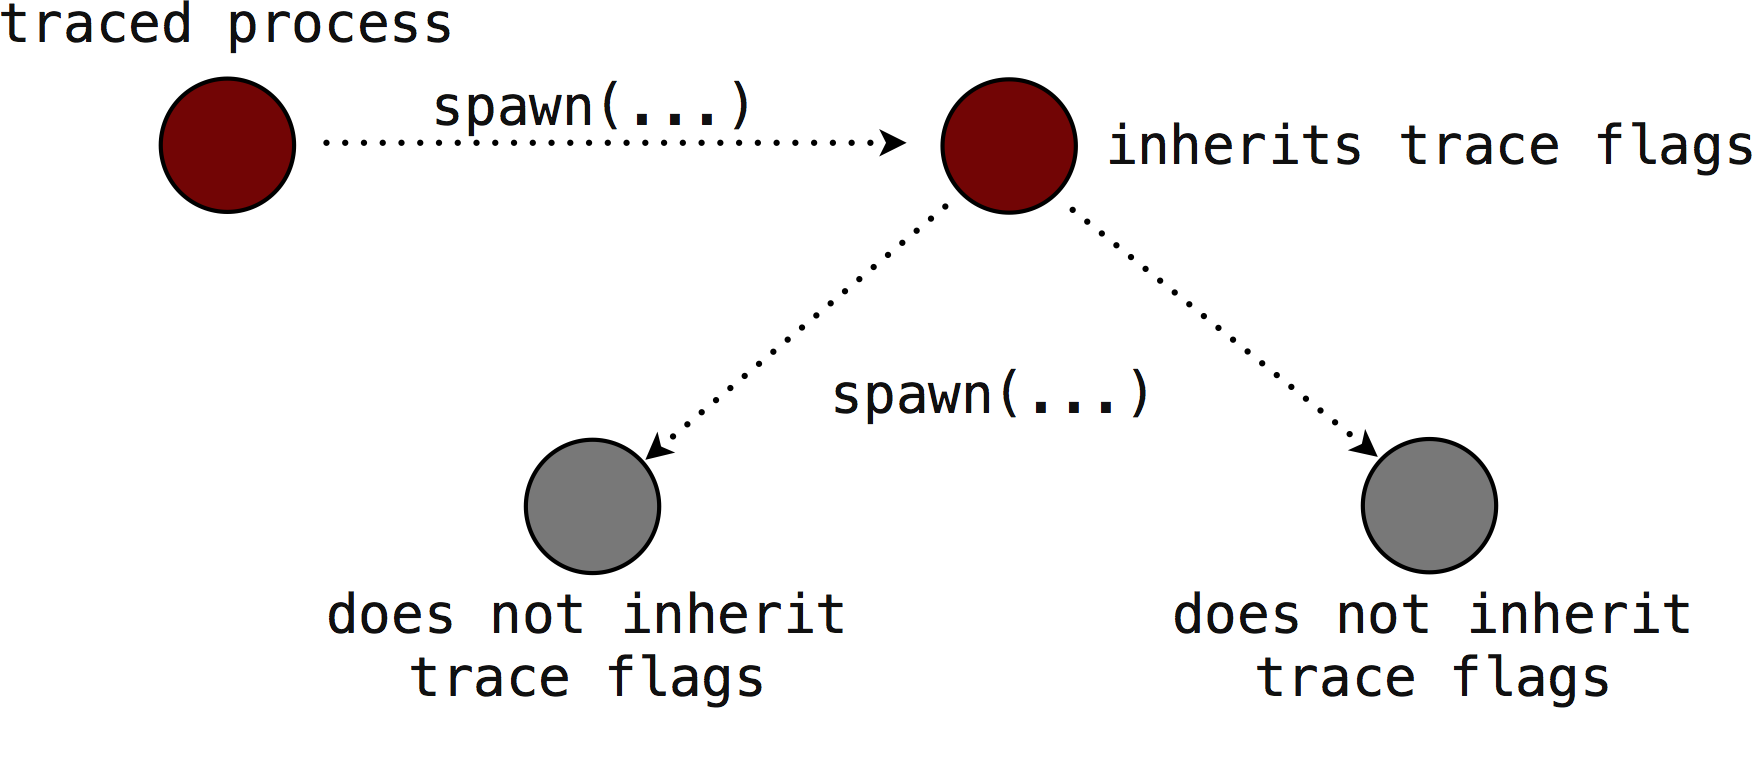 traced process
spawn(...)
inherits trace flags
spawn(...)
does not inherit
trace flags
does not inherit
trace flags